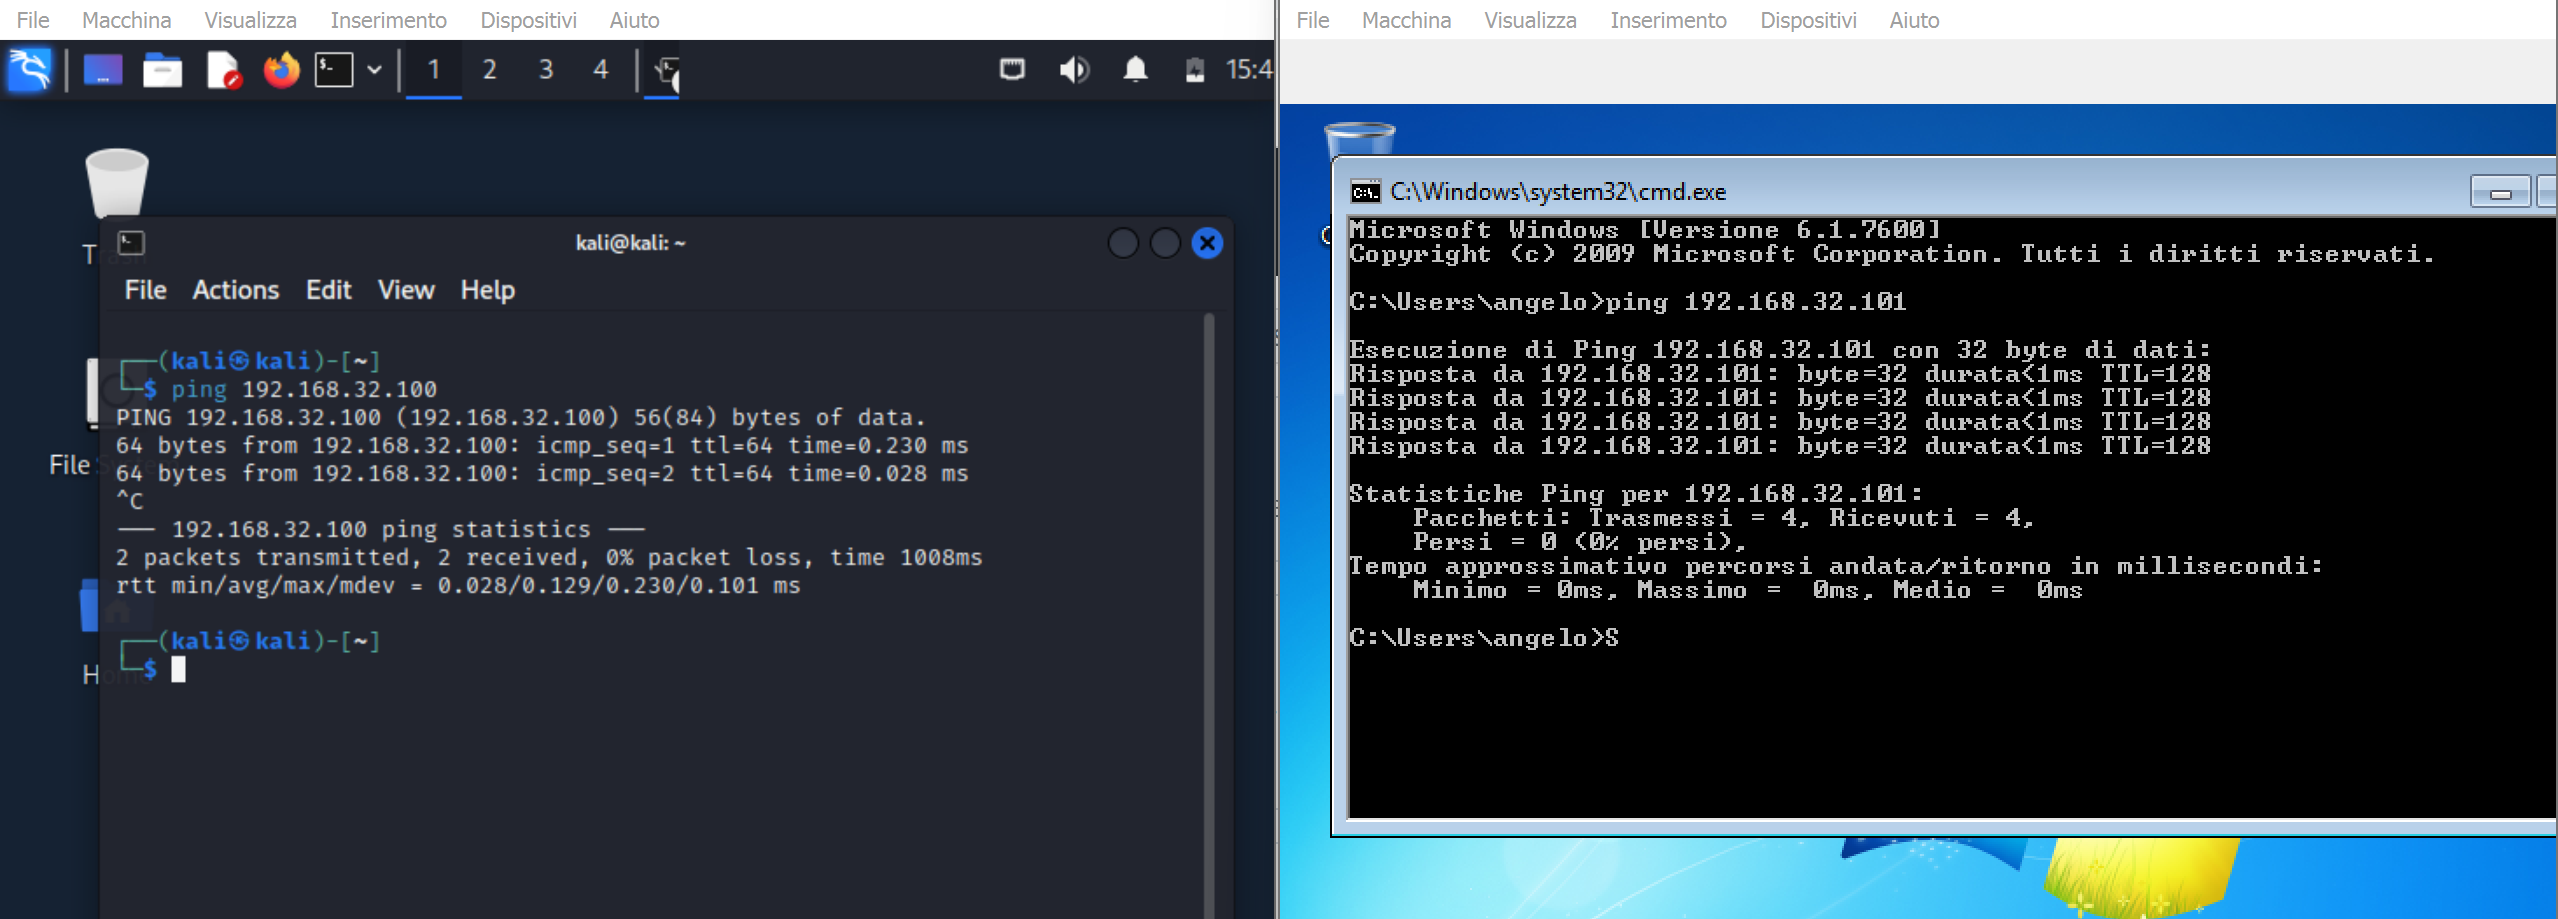 File Macchina Visualizza Inserimento Dispositivi Aiuto
1 2 3 4 15:4
kali@kali: ~
File Actions Edit View Help
(kali㉿kali)-[~]
$ ping 192.168.32.100
PING 192.168.32.100 (192.168.32.100) 56(84) bytes of data.
64 bytes from 192.168.32.100: icmp_seq=1 ttl=64 time=0.230 ms
64 bytes from 192.168.32.100: icmp_seq=2 ttl=64 time=0.028 ms
^C
--- 192.168.32.100 ping statistics ---
2 packets transmitted, 2 received, 0% packet loss, time 1008ms
rtt min/avg/max/mdev = 0.028/0.129/0.230/0.101 ms
(kali㉿kali)-[~]
$
Trash
File System
Home
File Macchina Visualizza Inserimento Dispositivi Aiuto
C:\Windows\system32\cmd.exe
Microsoft Windows [Versione 6.1.7600]
Copyright (c) 2009 Microsoft Corporation. Tutti i diritti riservati.
C:\Users\angelo>ping 192.168.32.101
Esecuzione di Ping 192.168.32.101 con 32 byte di dati:
Risposta da 192.168.32.101: byte=32 durata<1ms TTL=128
Risposta da 192.168.32.101: byte=32 durata<1ms TTL=128
Risposta da 192.168.32.101: byte=32 durata<1ms TTL=128
Risposta da 192.168.32.101: byte=32 durata<1ms TTL=128
Statistiche Ping per 192.168.32.101:
Pacchetti: Trasmessi = 4, Ricevuti = 4,
Persi = 0 (0% persi),
Tempo approssimativo percorsi andata/ritorno in millisecondi:
Minimo = 0ms, Massimo =  0ms, Medio =  0ms
C:\Users\angelo>S